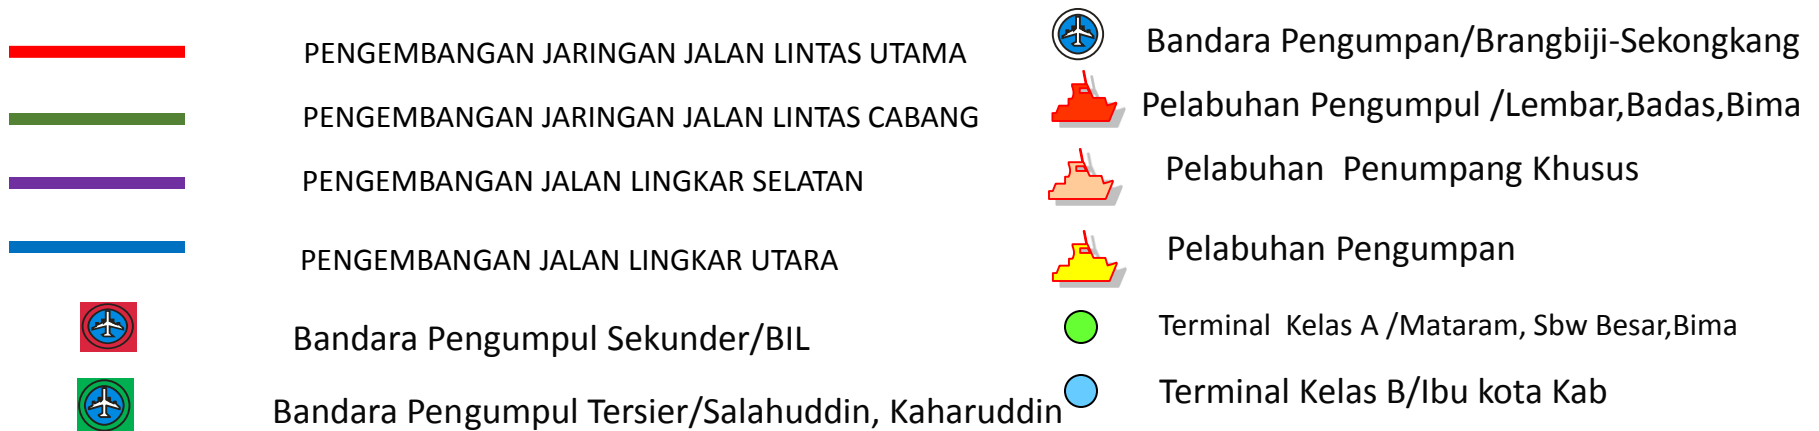 PENGEMBANGAN JARINGAN JALAN LINTAS UTAMA
PENGEMBANGAN JARINGAN JALAN LINTAS CABANG
PENGEMBANGAN JALAN LINGKAR SELATAN
PENGEMBANGAN JALAN LINGKAR UTARA
Bandara Pengumpul Sekunder/BIL
Bandara Pengumpul Tersier/Salahuddin, Kaharuddin
Bandara Pengumpan/Brangbiji-Sekongkang
Pelabuhan Pengumpul /Lembar,Badas,Bima
Pelabuhan Penumpang Khusus
Pelabuhan Pengumpan
Terminal Kelas A /Mataram, Sbw Besar,Bima
Terminal Kelas B/Ibu kota Kab